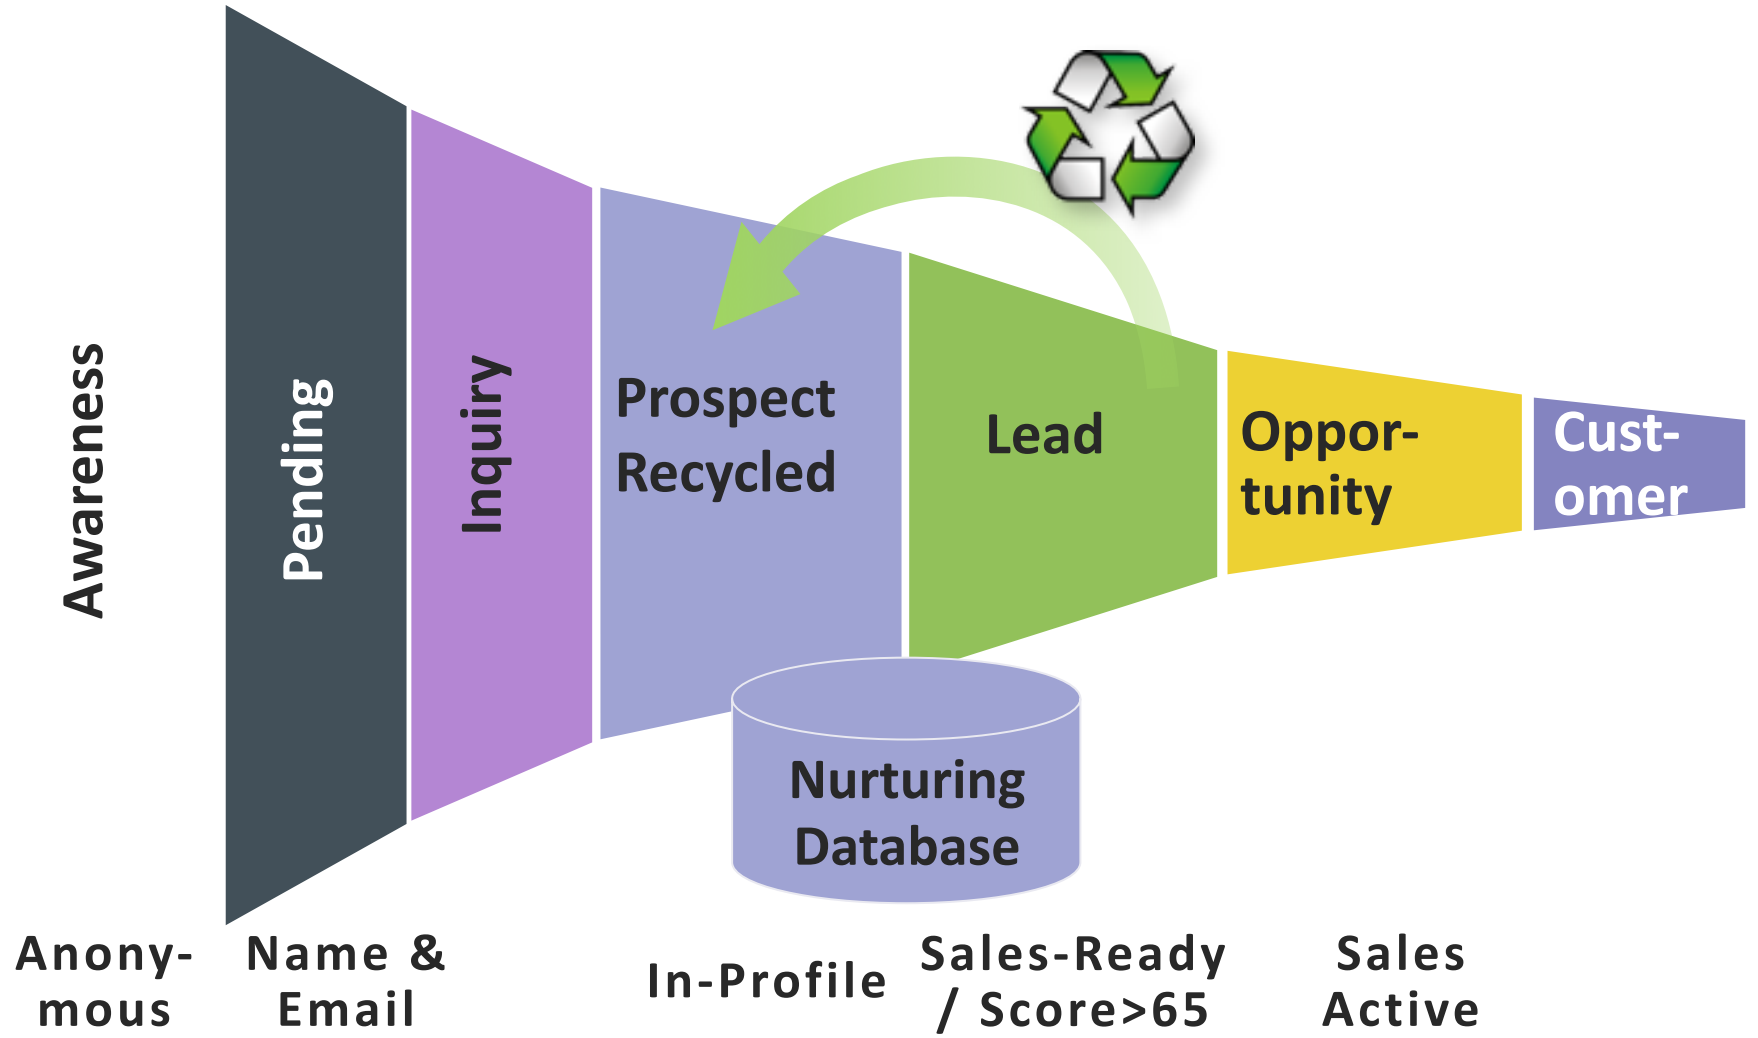 Awareness
Pending
Inquiry
Prospect
Recycled
Lead
Oppor-
tunity
Cust-
omer
Nurturing
Database
Anony-
mous
Name &
Email
In-Profile
Sales-Ready
/ Score>65
Sales
Active